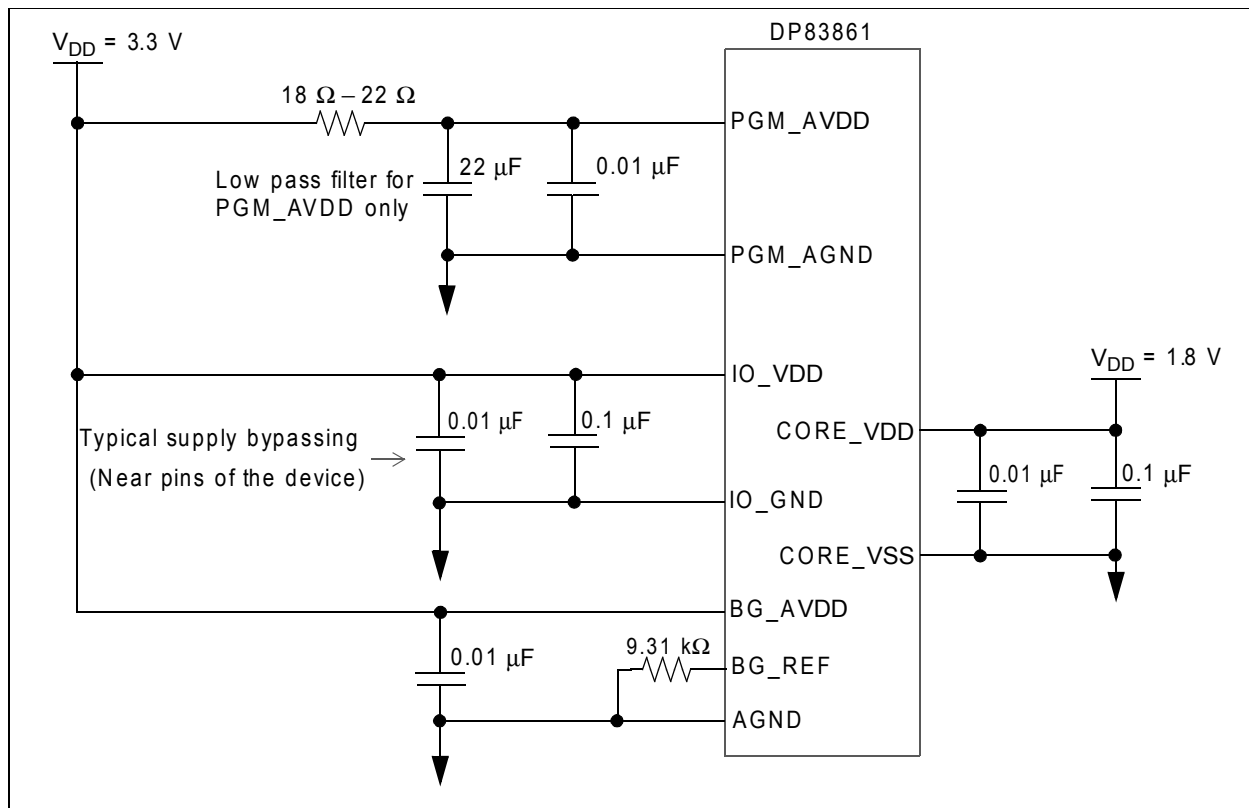 DP83861
V_DD = 3.3 V
18 Ω – 22 Ω
PGM_AVDD
22 µF
0.01 µF
Low pass filter for
PGM_AVDD only
PGM_AGND
IO_VDD
V_DD = 1.8 V
0.01 µF
0.1 µF
CORE_VDD
Typical supply bypassing
(Near pins of the device)
0.01 µF
0.1 µF
IO_GND
CORE_VSS
BG_AVDD
9.31 kΩ
0.01 µF
BG_REF
AGND